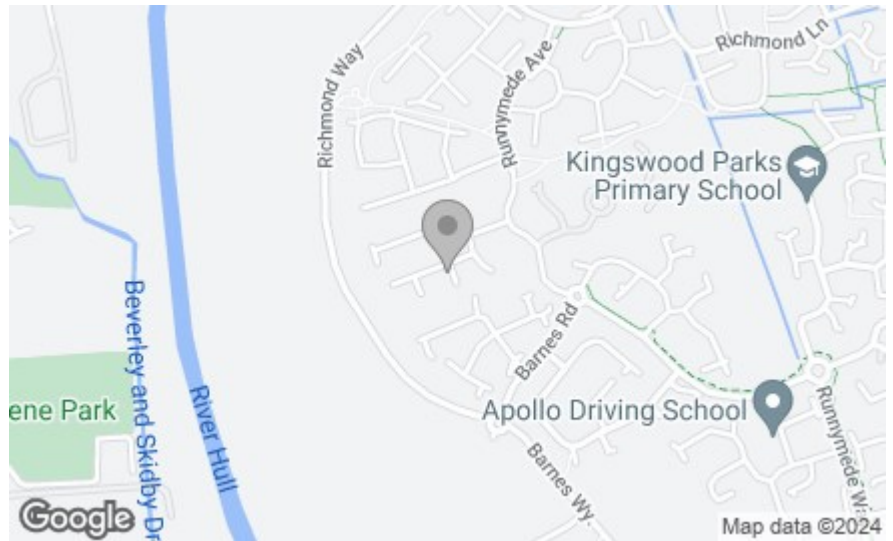 Richmond Way
Runnymede Ave
Richmond Ln
Kingswood Parks
Primary School
Beverley and Skidby Dr
River Hull
ene Park
Barnes Rd
Apollo Driving School
Barnes Wy.
Runnymede Wa
Google
Map data ©2024